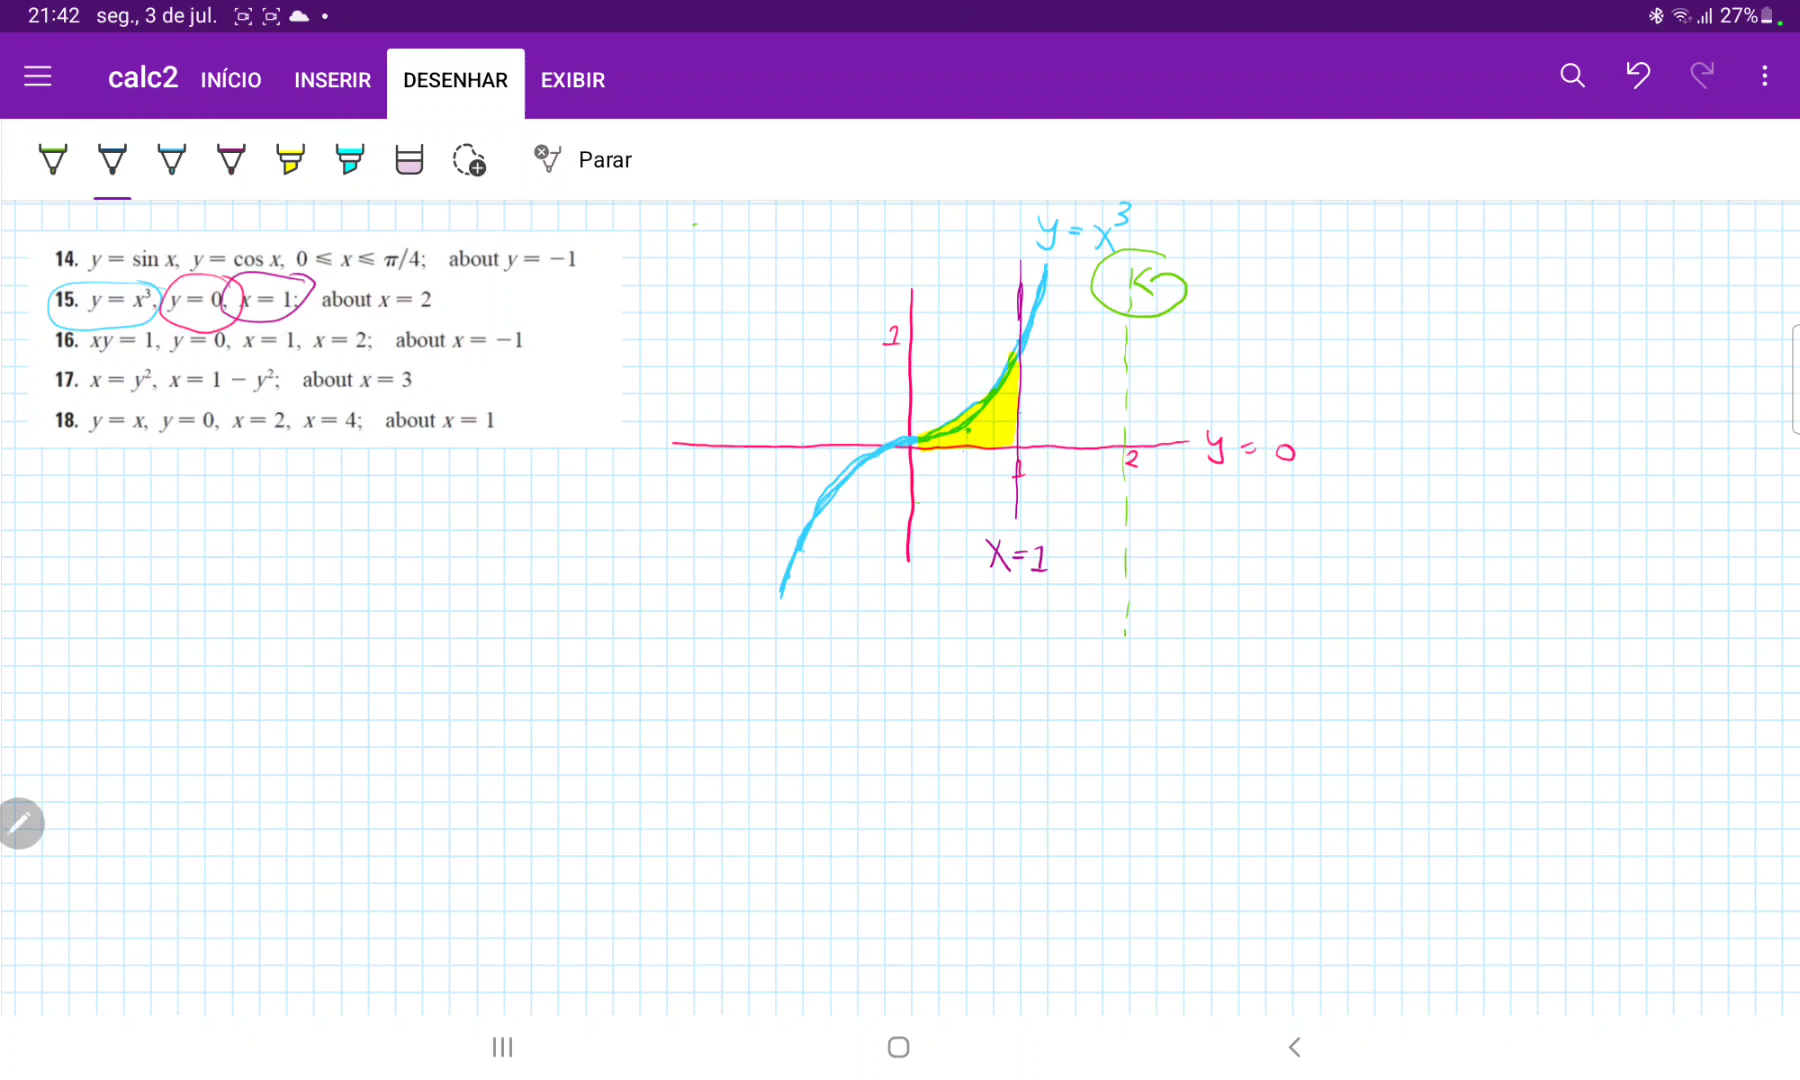 21:42 seg., 3 de jul.
27%
calc2 INÍCIO INSERIR DESENHAR EXIBIR
Parar
14. y = sin x, y = cos x, 0 ⩽ x ⩽ π/4; about y = −1
15. y = x³, y = 0, x = 1; about x = 2
16. xy = 1, y = 0, x = 1, x = 2; about x = −1
17. x = y², x = 1 − y²; about x = 3
18. y = x, y = 0, x = 2, x = 4; about x = 1
y = x³
1
1
2
y = 0
x=1